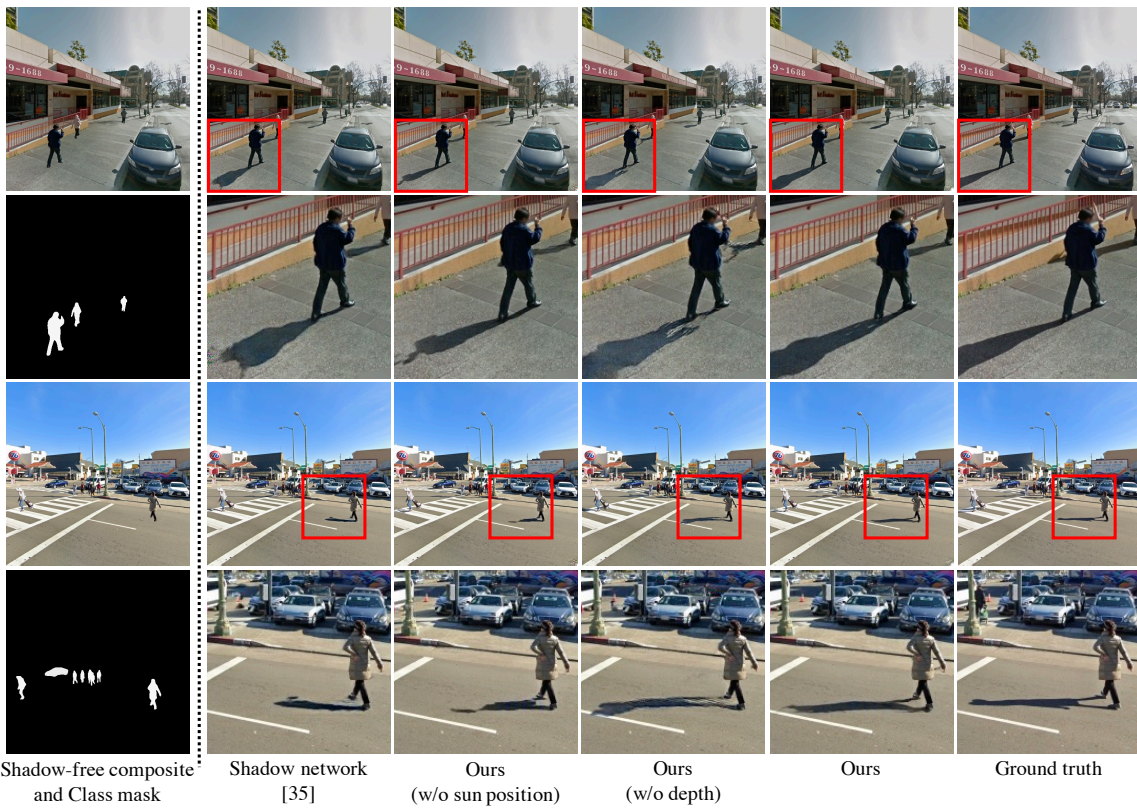 9-1688
9-1688
9-1688
9-1688
9-1688
9-1688
Shadow-free composite
and Class mask
Shadow network
[35]
Ours
(w/o sun position)
Ours
(w/o depth)
Ours
Ground truth